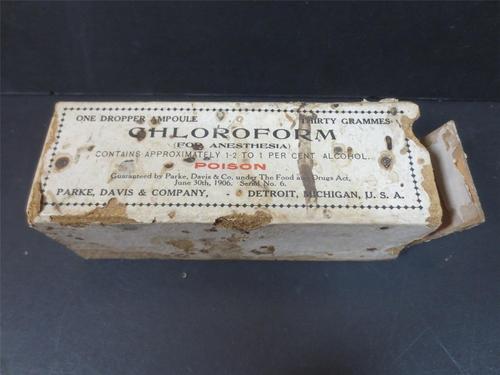 ONE DROPPER AMPOULE THIRTY GRAMMES
CHLOROFORM
(FOR ANESTHESIA)
CONTAINS APPROXIMATELY 1-2 TO 1 PER CENT ALCOHOL.
POISON
Guaranteed by Parke, Davis & Co. under The Food and Drugs Act,
June 30th, 1906. Serial No. 6.
PARKE, DAVIS & COMPANY, - DETROIT, MICHIGAN, U. S. A.